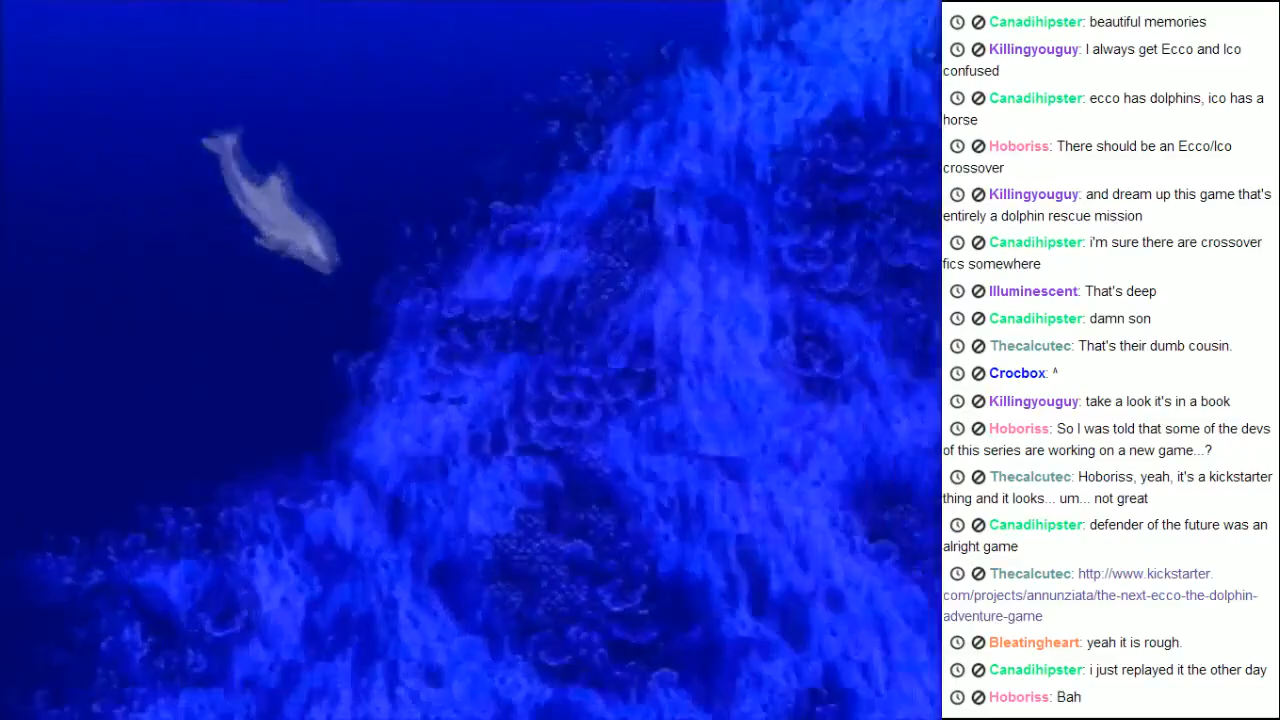 Canadihipster: beautiful memories
Killingyouguy: I always get Ecco and Ico
confused
Canadihipster: ecco has dolphins, ico has a
horse
Hoboriss: There should be an Ecco/Ico
crossover
Killingyouguy: and dream up this game that's
entirely a dolphin rescue mission
Canadihipster: i'm sure there are crossover
fics somewhere
Illuminescent: That's deep
Canadihipster: damn son
Thecalcutec: That's their dumb cousin.
Crocbox: ^
Killingyouguy: take a look it's in a book
Hoboriss: So I was told that some of the devs
of this series are working on a new game...?
Thecalcutec: Hoboriss, yeah, it's a kickstarter
thing and it looks... um... not great
Canadihipster: defender of the future was an
alright game
Thecalcutec: http://www.kickstarter.
com/projects/annunziata/the-next-ecco-the-dolphin-
adventure-game
Bleatingheart: yeah it is rough.
Canadihipster: i just replayed it the other day
Hoboriss: Bah